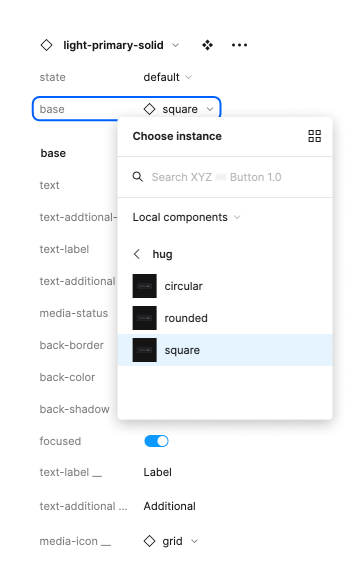 light-primary-solid
state default
base square
Choose instance
base
Search XYZ Button 1.0
text
text-addtional-
Local components
text-label
hug
text-additional
circular
media-status
rounded
back-border
square
back-color
back-shadow
focused
text-label __ Label
text-additional ... Additional
media-icon __ grid